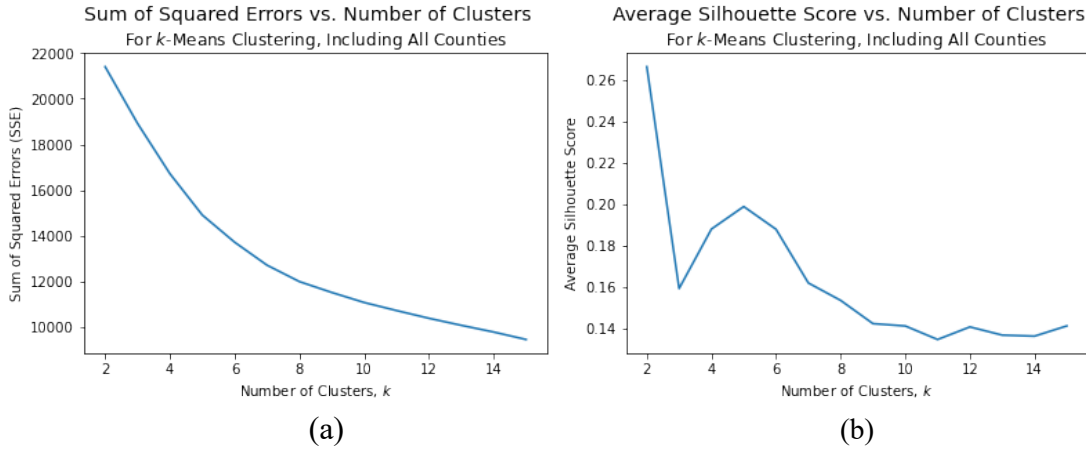 Sum of Squared Errors vs. Number of Clusters
For k-Means Clustering, Including All Counties
22000
20000
18000
16000
14000
12000
10000
Sum of Squared Errors (SSE)
2 4 6 8 10 12 14
Number of Clusters, k
(a)
Average Silhouette Score vs. Number of Clusters
For k-Means Clustering, Including All Counties
0.26
0.24
0.22
0.20
0.18
0.16
0.14
Average Silhouette Score
2 4 6 8 10 12 14
Number of Clusters, k
(b)